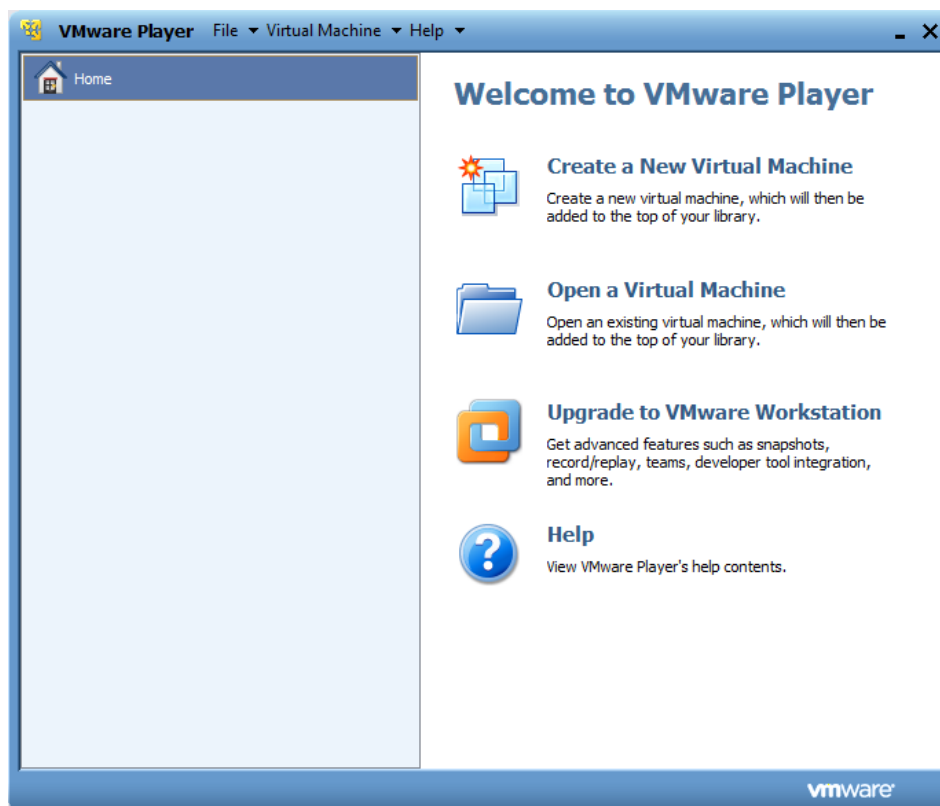 VMware Player File Virtual Machine Help
Home
Welcome to VMware Player
Create a New Virtual Machine
Create a new virtual machine, which will then be
added to the top of your library.
Open a Virtual Machine
Open an existing virtual machine, which will then be
added to the top of your library.
Upgrade to VMware Workstation
Get advanced features such as snapshots,
record/replay, teams, developer tool integration,
and more.
Help
View VMware Player's help contents.
vmware